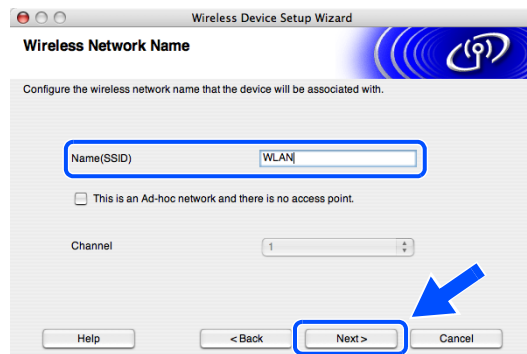 Wireless Device Setup Wizard
Wireless Network Name
Configure the wireless network name that the device will be associated with.
Name(SSID) WLAN
This is an Ad-hoc network and there is no access point.
Channel 1
Help < Back Next > Cancel